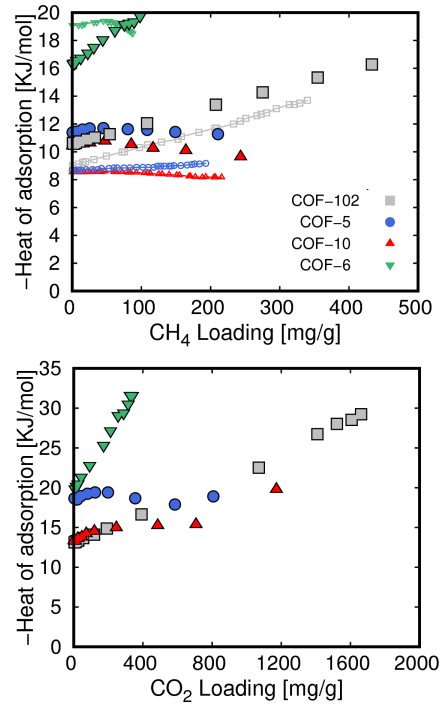 −Heat of adsorption [KJ/mol]
20
18
16
14
12
10
8
6
4
2
0
COF−102
COF−5
COF−10
COF−6
0 100 200 300 400 500
CH4 Loading [mg/g]
−Heat of adsorption [KJ/mol]
35
30
25
20
15
10
5
0
0 400 800 1200 1600 2000
CO2 Loading [mg/g]